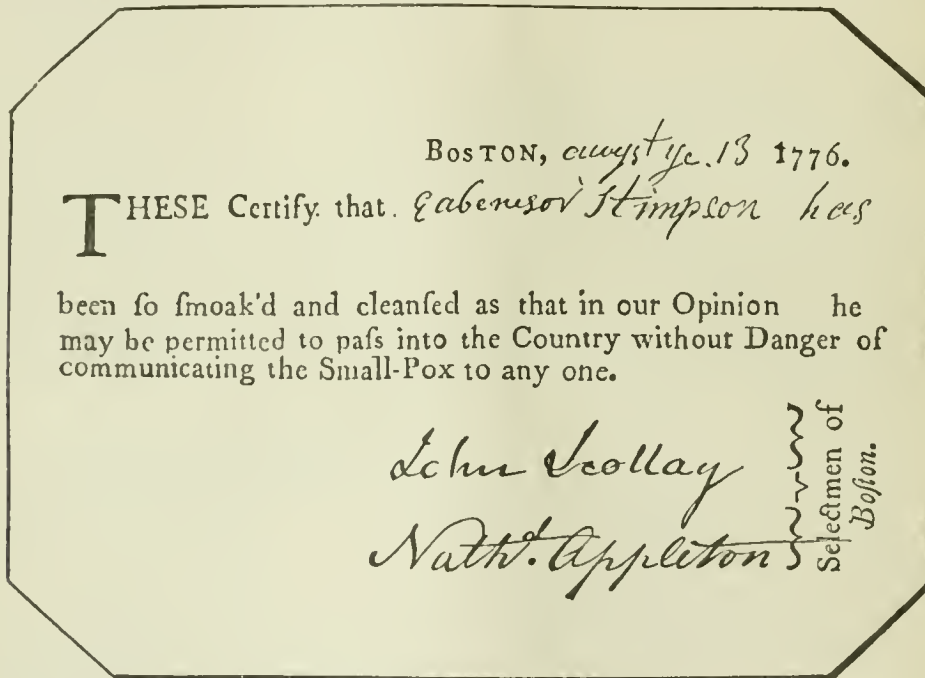 BOSTON, augst ye. 13 1776.
THESE Certify that. Eabenesor Stimpson has
been ſo ſmoak'd and cleanſed as that in our Opinion he
may be permitted to paſs into the Country without Danger of
communicating the Small-Pox to any one.
John Scollay
Nathl. Appleton
Selectmen of
Boſton.